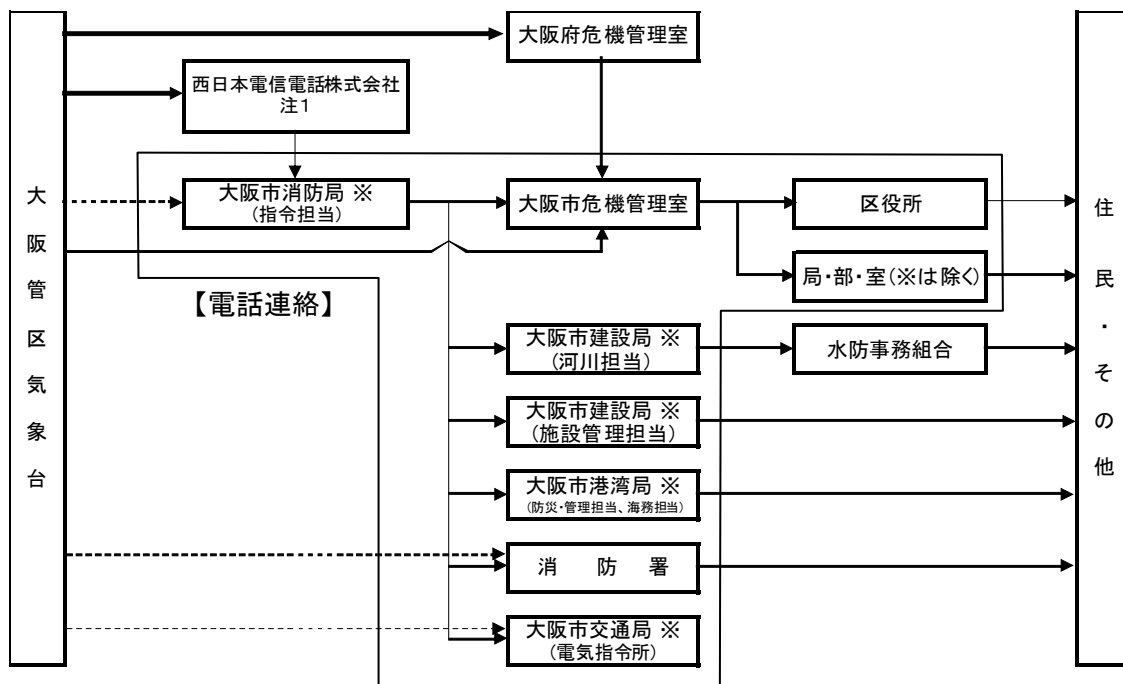 大阪管区気象台
大阪府危機管理室
西日本電信電話株式会社
注1
大阪市消防局 ※
(指令担当)
大阪市危機管理室
区役所
局・部・室(※は除く)
【電話連絡】
大阪市建設局 ※
(河川担当)
水防事務組合
大阪市建設局 ※
(施設管理担当)
大阪市港湾局 ※
(防災・管理担当、海務担当)
消 防 署
大阪市交通局 ※
(電気指令所)
住民・その他